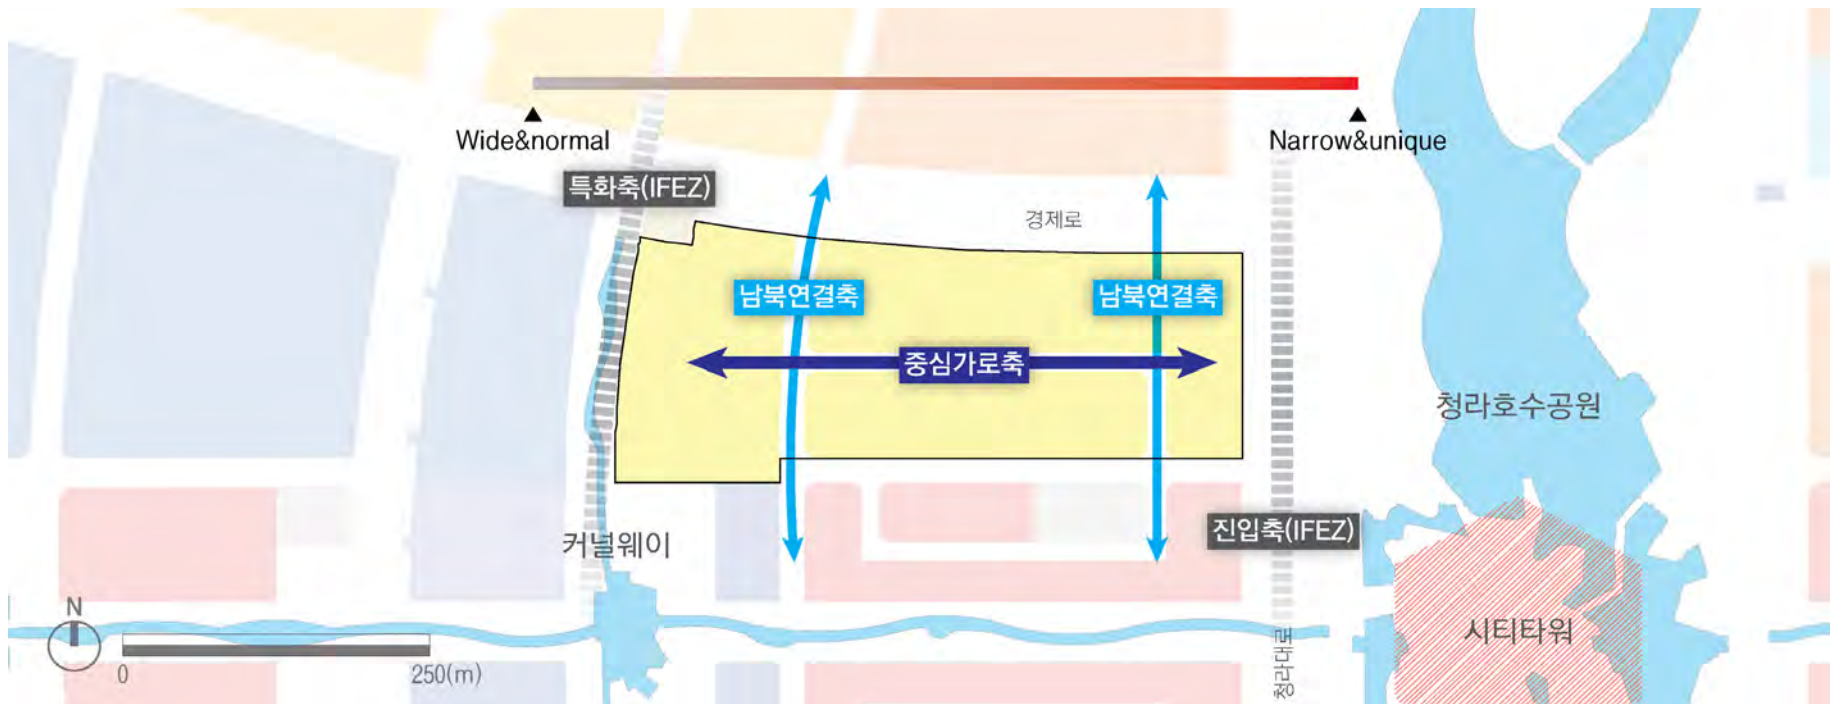 Wide&normal
Narrow&unique
특화축(IFEZ)
경제로
남북연결축
남북연결축
중심가로축
청라호수공원
진입축(IFEZ)
커널웨이
시티타워
청라대로
N
0
250(m)